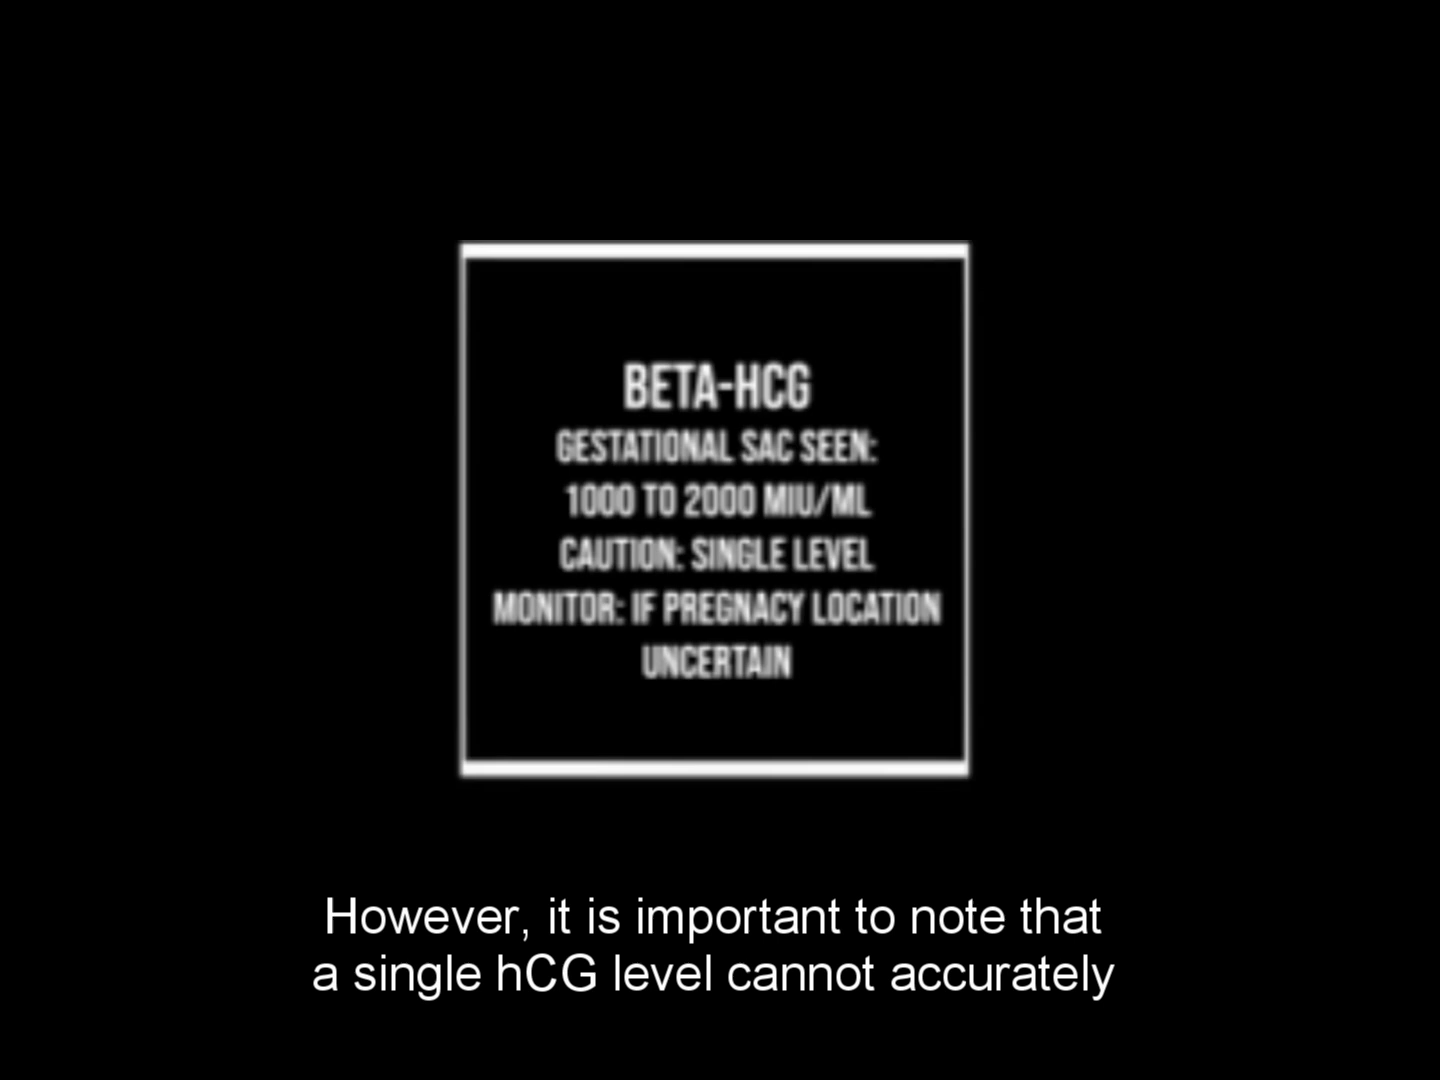 BETA-HCG
GESTATIONAL SAC SEEN:
1000 TO 2000 MIU/ML
CAUTION: SINGLE LEVEL
MONITOR: IF PREGNACY LOCATION
UNCERTAIN
However, it is important to note that
a single hCG level cannot accurately